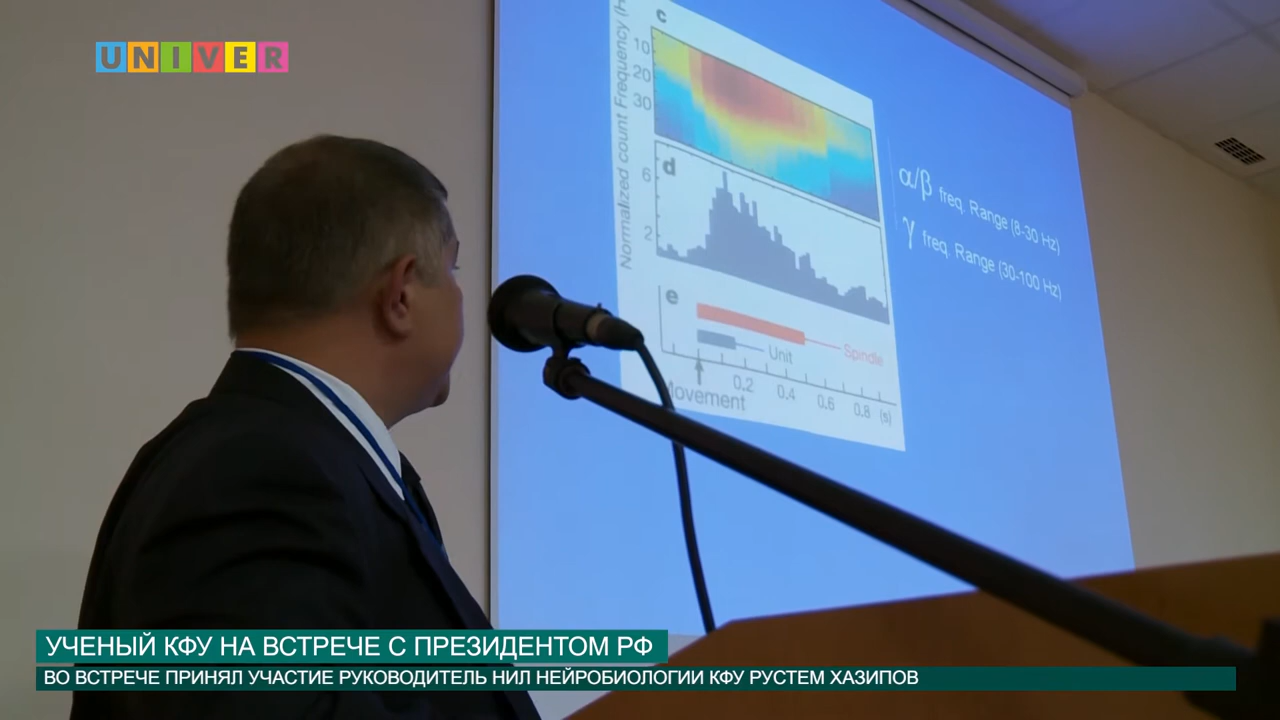 UNIVER
c
Normalized count Frequency (H
10
20
30
d
6
2
α/β freq. Range (8-30 Hz)
γ freq. Range (30-100 Hz)
e
Spindle
Unit
0.2 0.4 0.6 0.8 (s)
Movement
УЧЕНЫЙ КФУ НА ВСТРЕЧЕ С ПРЕЗИДЕНТОМ РФ
ВО ВСТРЕЧЕ ПРИНЯЛ УЧАСТИЕ РУКОВОДИТЕЛЬ НИЛ НЕЙРОБИОЛОГИИ КФУ РУСТЕМ ХАЗИПОВ